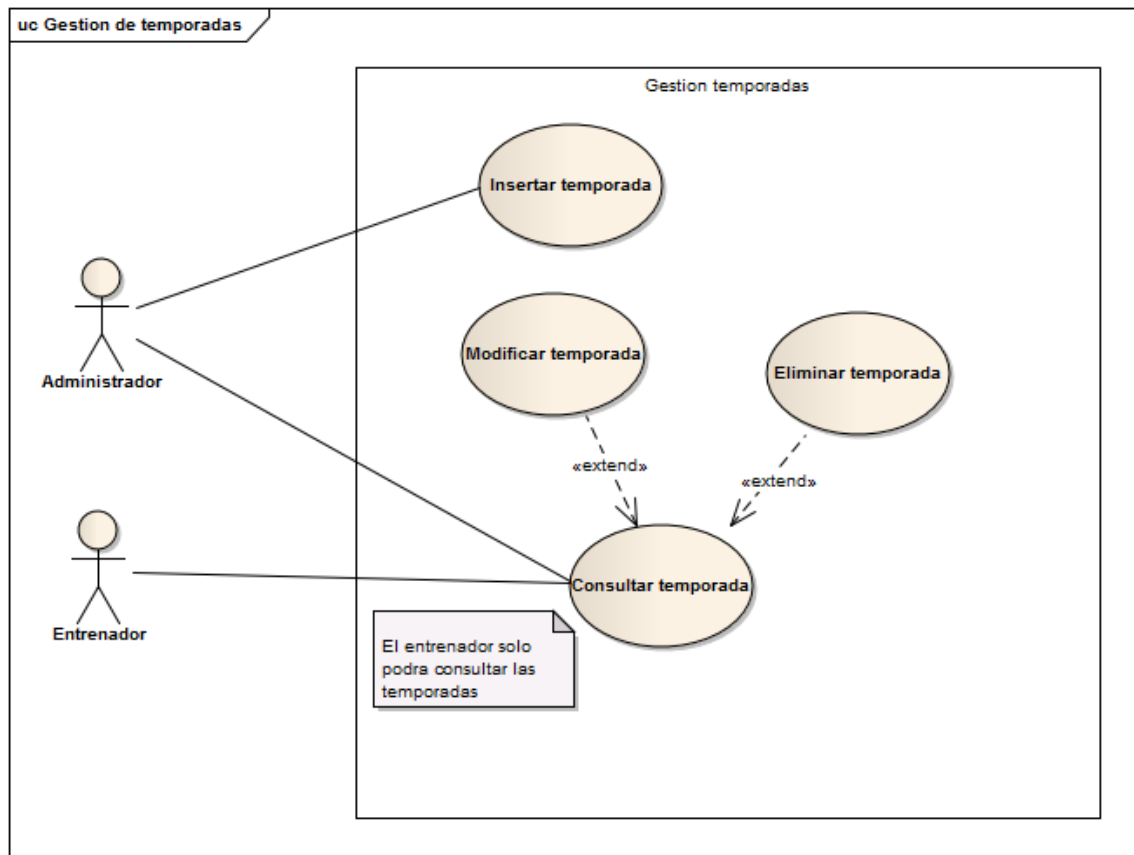 uc Gestion de temporadas
Gestion temporadas
Insertar temporada
Modificar temporada
Eliminar temporada
Administrador
«extend»
«extend»
Consultar temporada
Entrenador
El entrenador solo
podra consultar las
temporadas